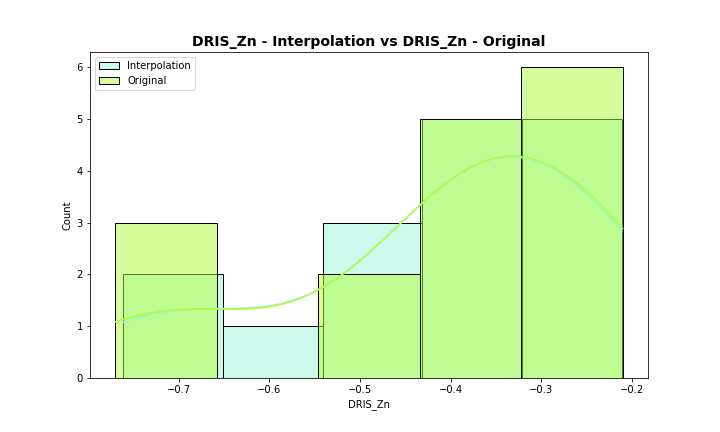 DRIS_Zn - Interpolation vs DRIS_Zn - Original
Interpolation
Original
Count
6
5
4
3
2
1
0
−0.7
−0.6
−0.5
−0.4
−0.3
−0.2
DRIS_Zn